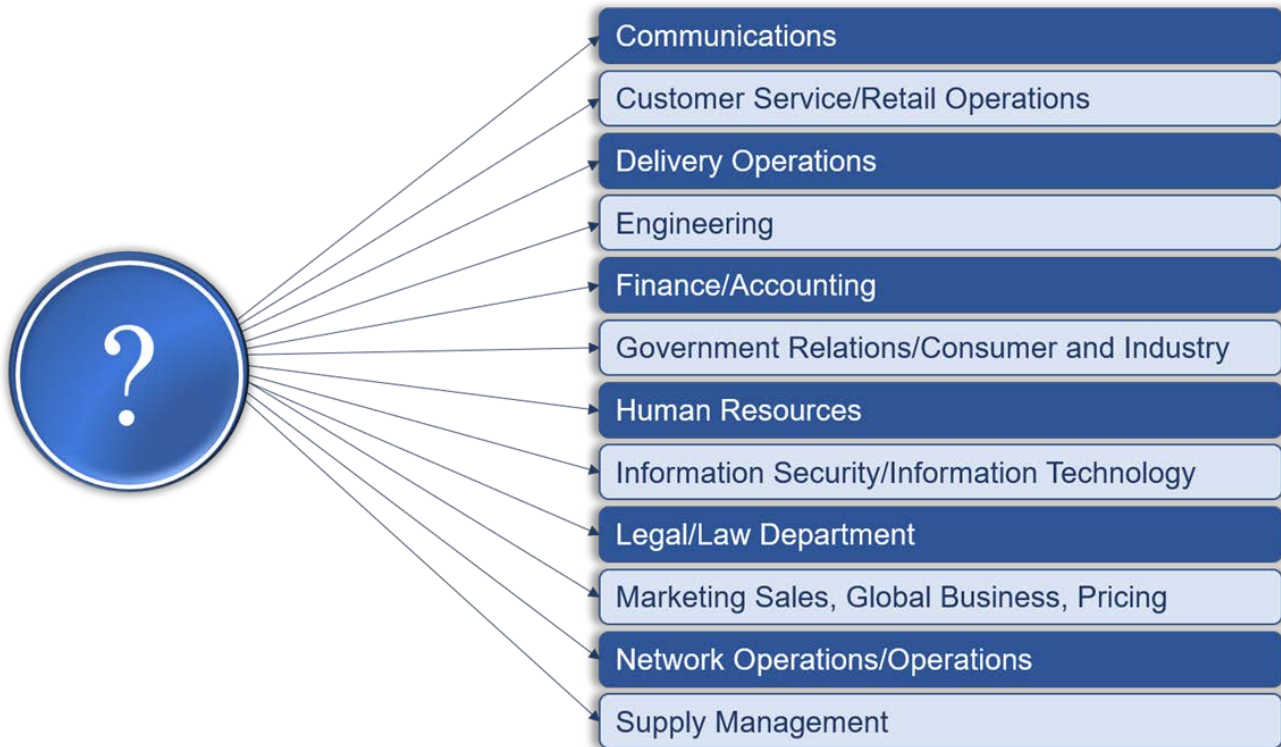 Communications
Customer Service/Retail Operations
Delivery Operations
Engineering
?
Finance/Accounting
Government Relations/Consumer and Industry
Human Resources
Information Security/Information Technology
Legal/Law Department
Marketing Sales, Global Business, Pricing
Network Operations/Operations
Supply Management